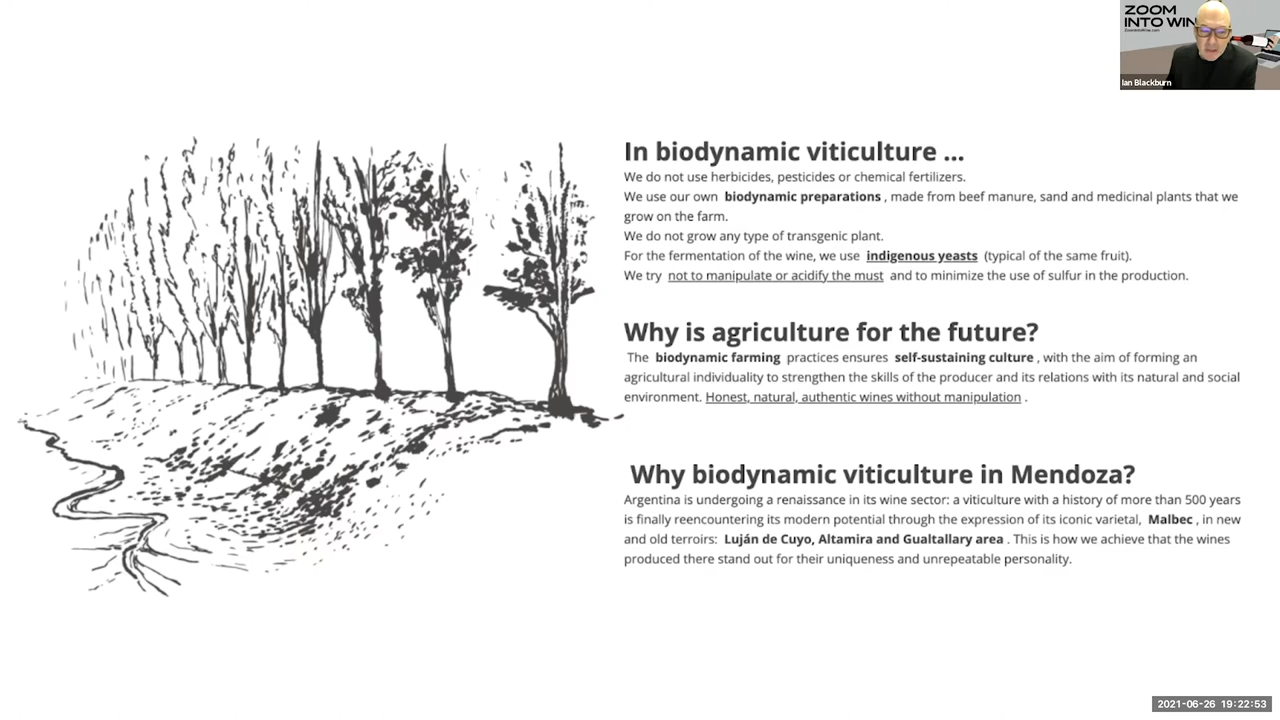 ZOOM
INTO WIN
ZoomIntoWine.com
Ian Blackburn
In biodynamic viticulture ...
We do not use herbicides, pesticides or chemical fertilizers.
We use our own biodynamic preparations , made from beef manure, sand and medicinal plants that we
grow on the farm.
We do not grow any type of transgenic plant.
For the fermentation of the wine, we use indigenous yeasts (typical of the same fruit).
We try not to manipulate or acidify the must and to minimize the use of sulfur in the production.
Why is agriculture for the future?
The biodynamic farming practices ensures self-sustaining culture , with the aim of forming an
agricultural individuality to strengthen the skills of the producer and its relations with its natural and social
environment. Honest, natural, authentic wines without manipulation .
Why biodynamic viticulture in Mendoza?
Argentina is undergoing a renaissance in its wine sector: a viticulture with a history of more than 500 years
is finally reencountering its modern potential through the expression of its iconic varietal, Malbec , in new
and old terroirs: Luján de Cuyo, Altamira and Gualtallary area . This is how we achieve that the wines
produced there stand out for their uniqueness and unrepeatable personality.
2021-06-26 19:22:53